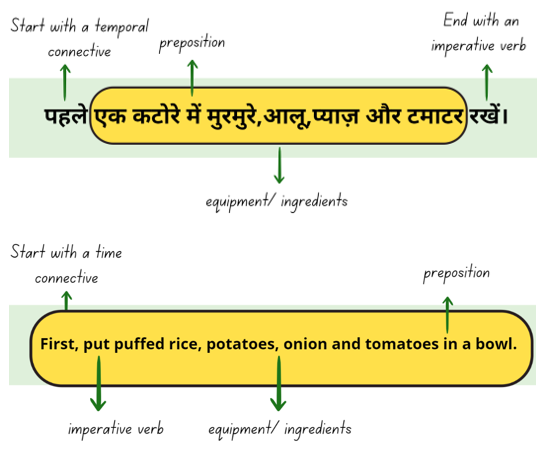 Start with a temporal
connective
preposition
End with an
imperative verb
पहले एक कटोरे में मुरमुरे,आलू,प्याज़ और टमाटर रखें।
equipment/ ingredients
Start with a time
connective
preposition
First, put puffed rice, potatoes, onion and tomatoes in a bowl.
imperative verb
equipment/ ingredients